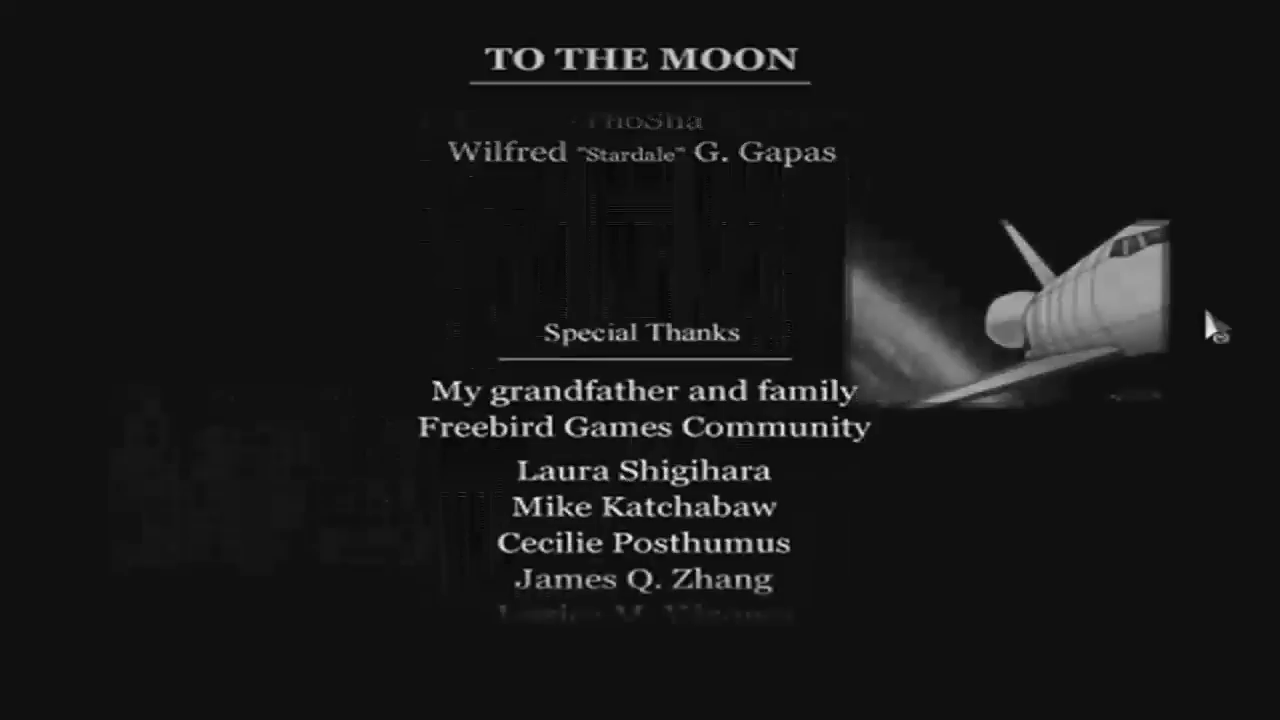 TO THE MOON
Wilfred "Stardale" G. Gapas
Special Thanks
My grandfather and family
Freebird Games Community
Laura Shigihara
Mike Katchabaw
Cecilie Posthumus
James Q. Zhang